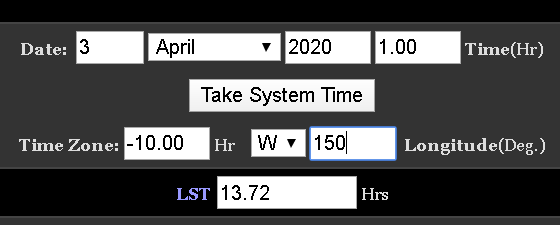 Date: 3 April 2020 1.00 Time(Hr)
Take System Time
Time Zone: -10.00 Hr W 150 Longitude(Deg.)
LST 13.72 Hrs